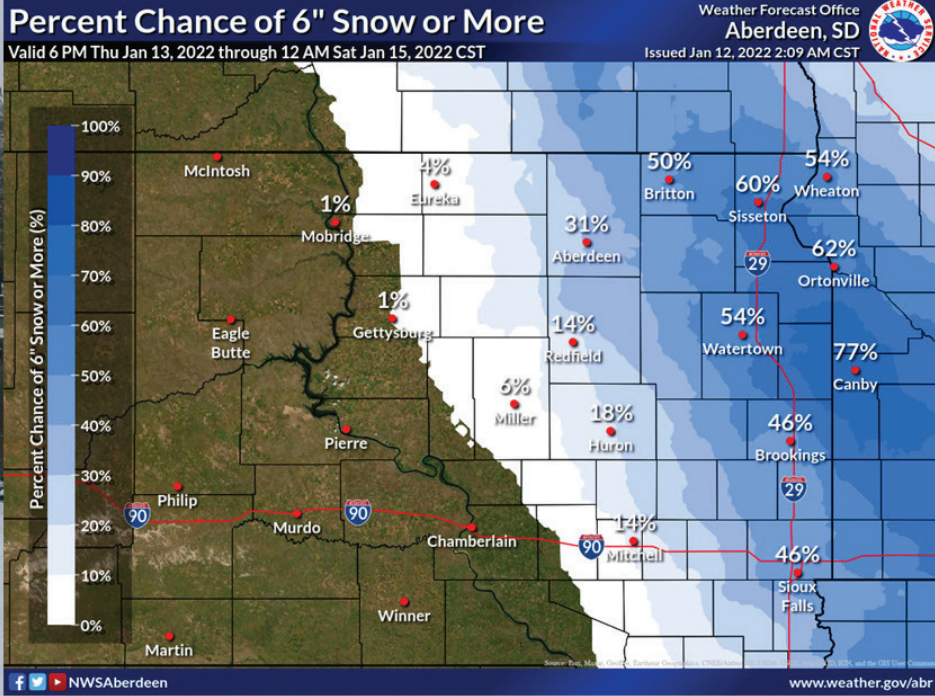 Percent Chance of 6" Snow or More
Valid 6 PM Thu Jan 13, 2022 through 12 AM Sat Jan 15, 2022 CST
Weather Forecast Office
Aberdeen, SD
Issued Jan 12, 2022 2:09 AM CST
NATIONAL WEATHER SERVICE
Percent Chance of 6" Snow or More (%)
100%
90%
80%
70%
60%
50%
40%
30%
20%
10%
0%
McIntosh
4%
Eureka
1%
Mobridge
31%
Aberdeen
50%
Britton
60%
Sisseton
54%
Wheaton
29
62%
Ortonville
1%
Gettysburg
Eagle
Butte
14%
Redfield
54%
Watertown
77%
Canby
6%
Miller
18%
Huron
46%
Brookings
Pierre
29
Philip
90
Murdo
90
Chamberlain
90
14%
Mitchell
46%
Sioux
Falls
Winner
Martin
NWSAberdeen
www.weather.gov/abr